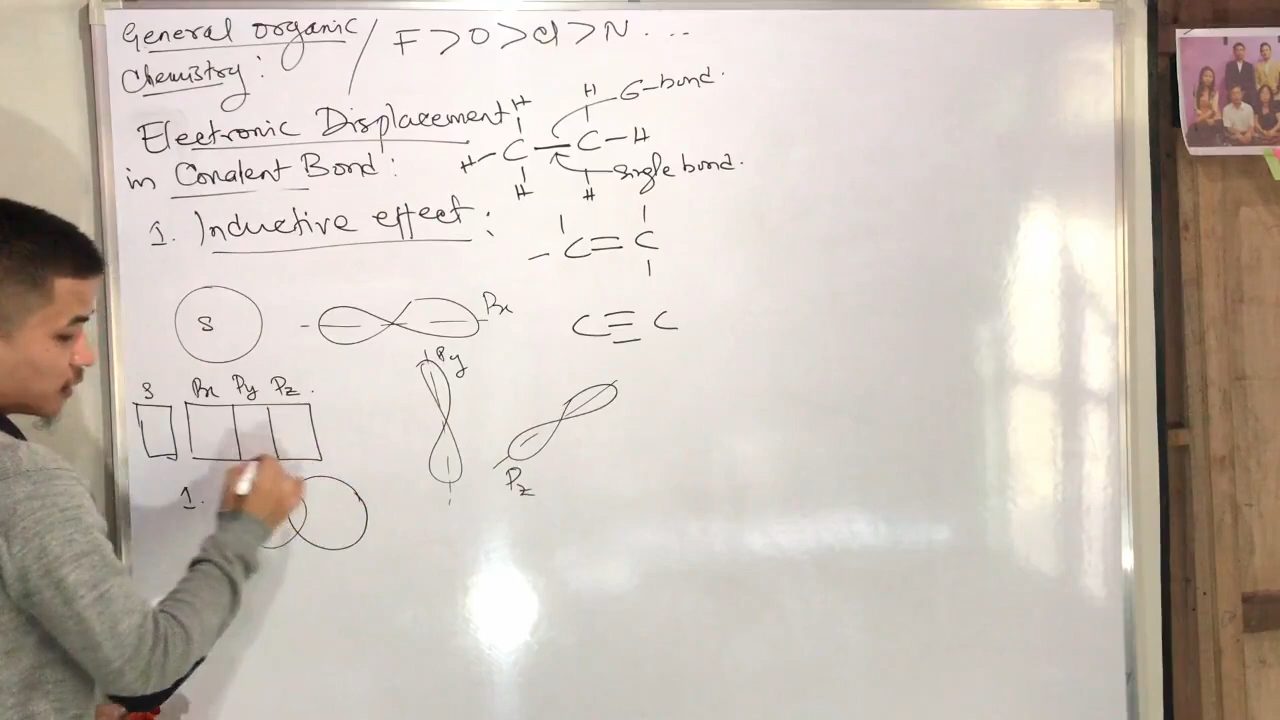 General organic
Chemistry :
F > O > Cl > N ...
Electronic Displacement
in Covalent Bond :
1. Inductive effect :
H H
C — C — H
H
H H
σ-bond.
single bond.
C = C
C ≡ C
S
Px
Py
Pz
S Px Py Pz .
1.